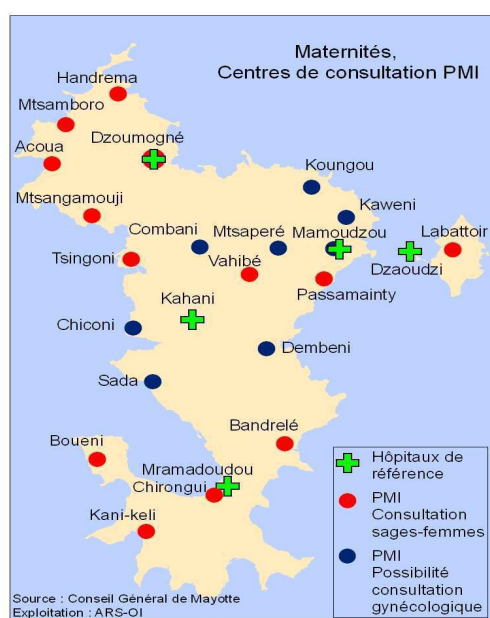 Maternités,
Centres de consultation PMI
Handrema
Mtsamboro
Dzoumogné
Acoua
Koungou
Mtsangamouji
Kaweni
Combani
Mtsaperé
Mamoudzou
Labattoir
Tsingoni
Vahibé
Dzaoudzi
Passamainty
Kahani
Chiconi
Dembeni
Sada
Bandrelé
Boueni
Mramadoudou
Chirongui
Kani-keli
Hôpitaux de
référence
PMI
Consultation
sages-femmes
PMI
Possibilité
consultation
gynécologique
Source : Conseil Général de Mayotte
Exploitation : ARS-OI